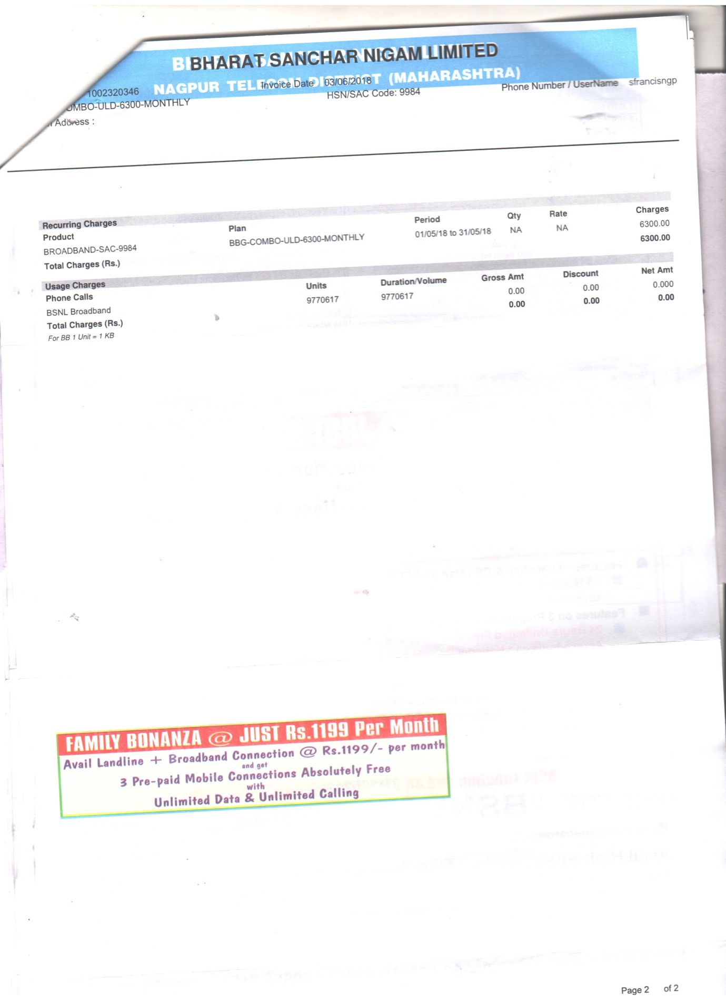 BHARAT SANCHAR NIGAM LIMITED
NAGPUR TELECOM DISTRICT (MAHARASHTRA)
1002320346 Invoice Date 03/06/2018 Phone Number / UserName sfrancisngp
OMBO-ULD-6300-MONTHLY HSN/SAC Code: 9984
Address :
Recurring Charges
Product Plan Period Qty Rate Charges
BROADBAND-SAC-9984 BBG-COMBO-ULD-6300-MONTHLY 01/05/18 to 31/05/18 NA NA 6300.00
Total Charges (Rs.) 6300.00
Usage Charges
Phone Calls Units Duration/Volume Gross Amt Discount Net Amt
BSNL Broadband 9770617 9770617 0.00 0.00 0.000
Total Charges (Rs.) 0.00 0.00 0.00
For BB 1 Unit = 1 KB
FAMILY BONANZA @ JUST Rs.1199 Per Month
Avail Landline + Broadband Connection @ Rs.1199/- per month
and get
3 Pre-paid Mobile Connections Absolutely Free
with
Unlimited Data & Unlimited Calling
Page 2 of 2